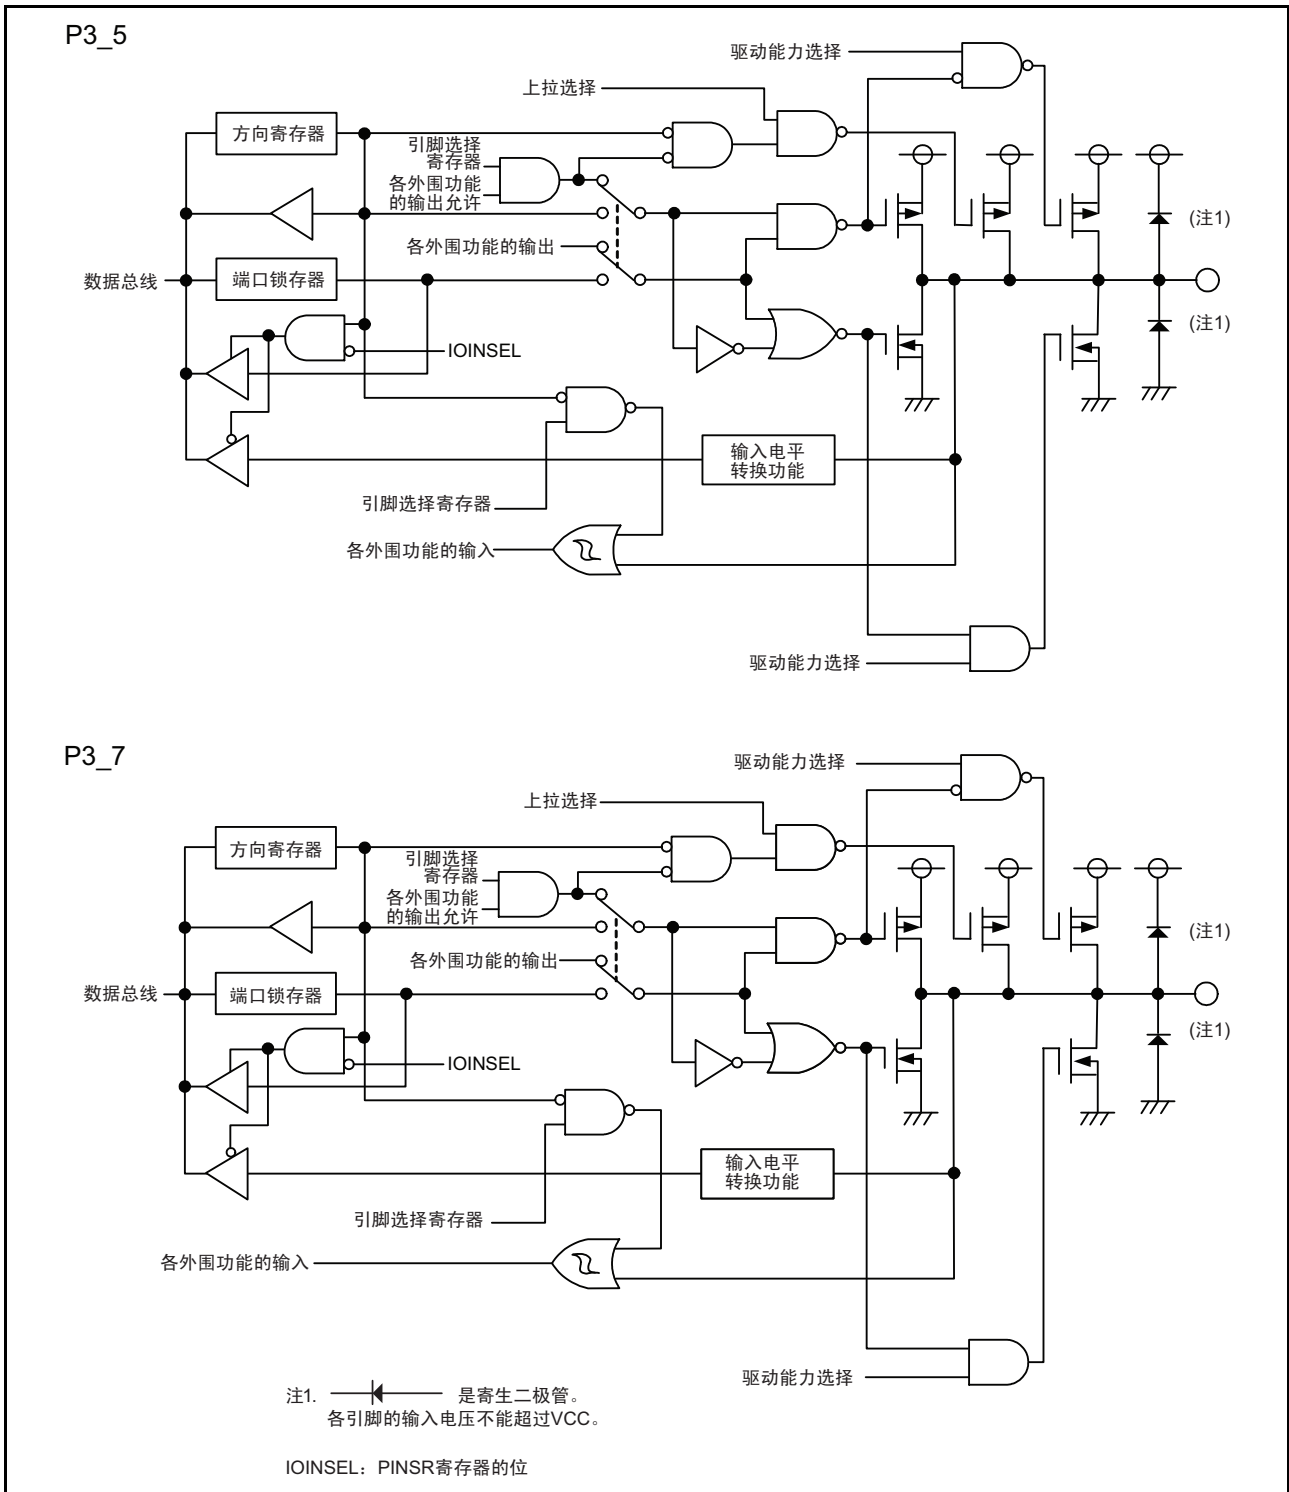 P3_5
驱动能力选择
上拉选择
方向寄存器
引脚选择
寄存器
各外围功能
的输出允许
(注1)
各外围功能的输出
数据总线
端口锁存器
(注1)
IOINSEL
输入电平
转换功能
引脚选择寄存器
各外围功能的输入
驱动能力选择
P3_7
驱动能力选择
上拉选择
方向寄存器
引脚选择
寄存器
各外围功能
的输出允许
(注1)
各外围功能的输出
数据总线
端口锁存器
(注1)
IOINSEL
输入电平
转换功能
引脚选择寄存器
各外围功能的输入
驱动能力选择
注1. 是寄生二极管。
各引脚的输入电压不能超过VCC。
IOINSEL：PINSR寄存器的位